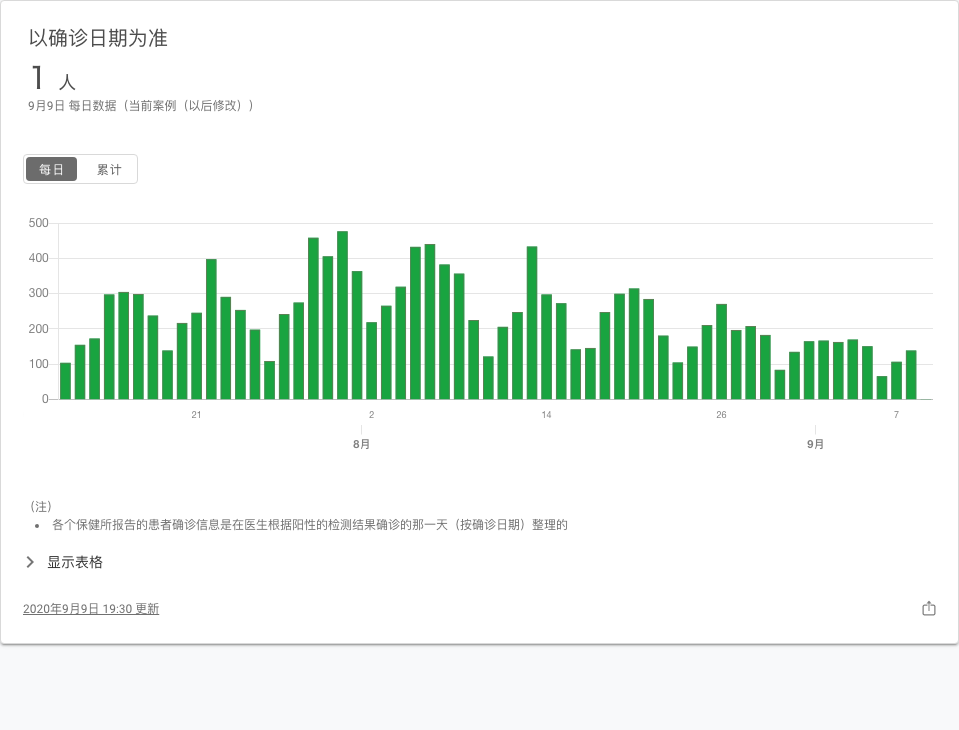 以确诊日期为准
1 人
9月9日 每日数据（当前案例（以后修改））
每日 累计
500
400
300
200
100
0
21 2 14 26 7
8月 9月
（注）
• 各个保健所报告的患者确诊信息是在医生根据阳性的检测结果确诊的那一天（按确诊日期）整理的
显示表格
2020年9月9日 19:30 更新